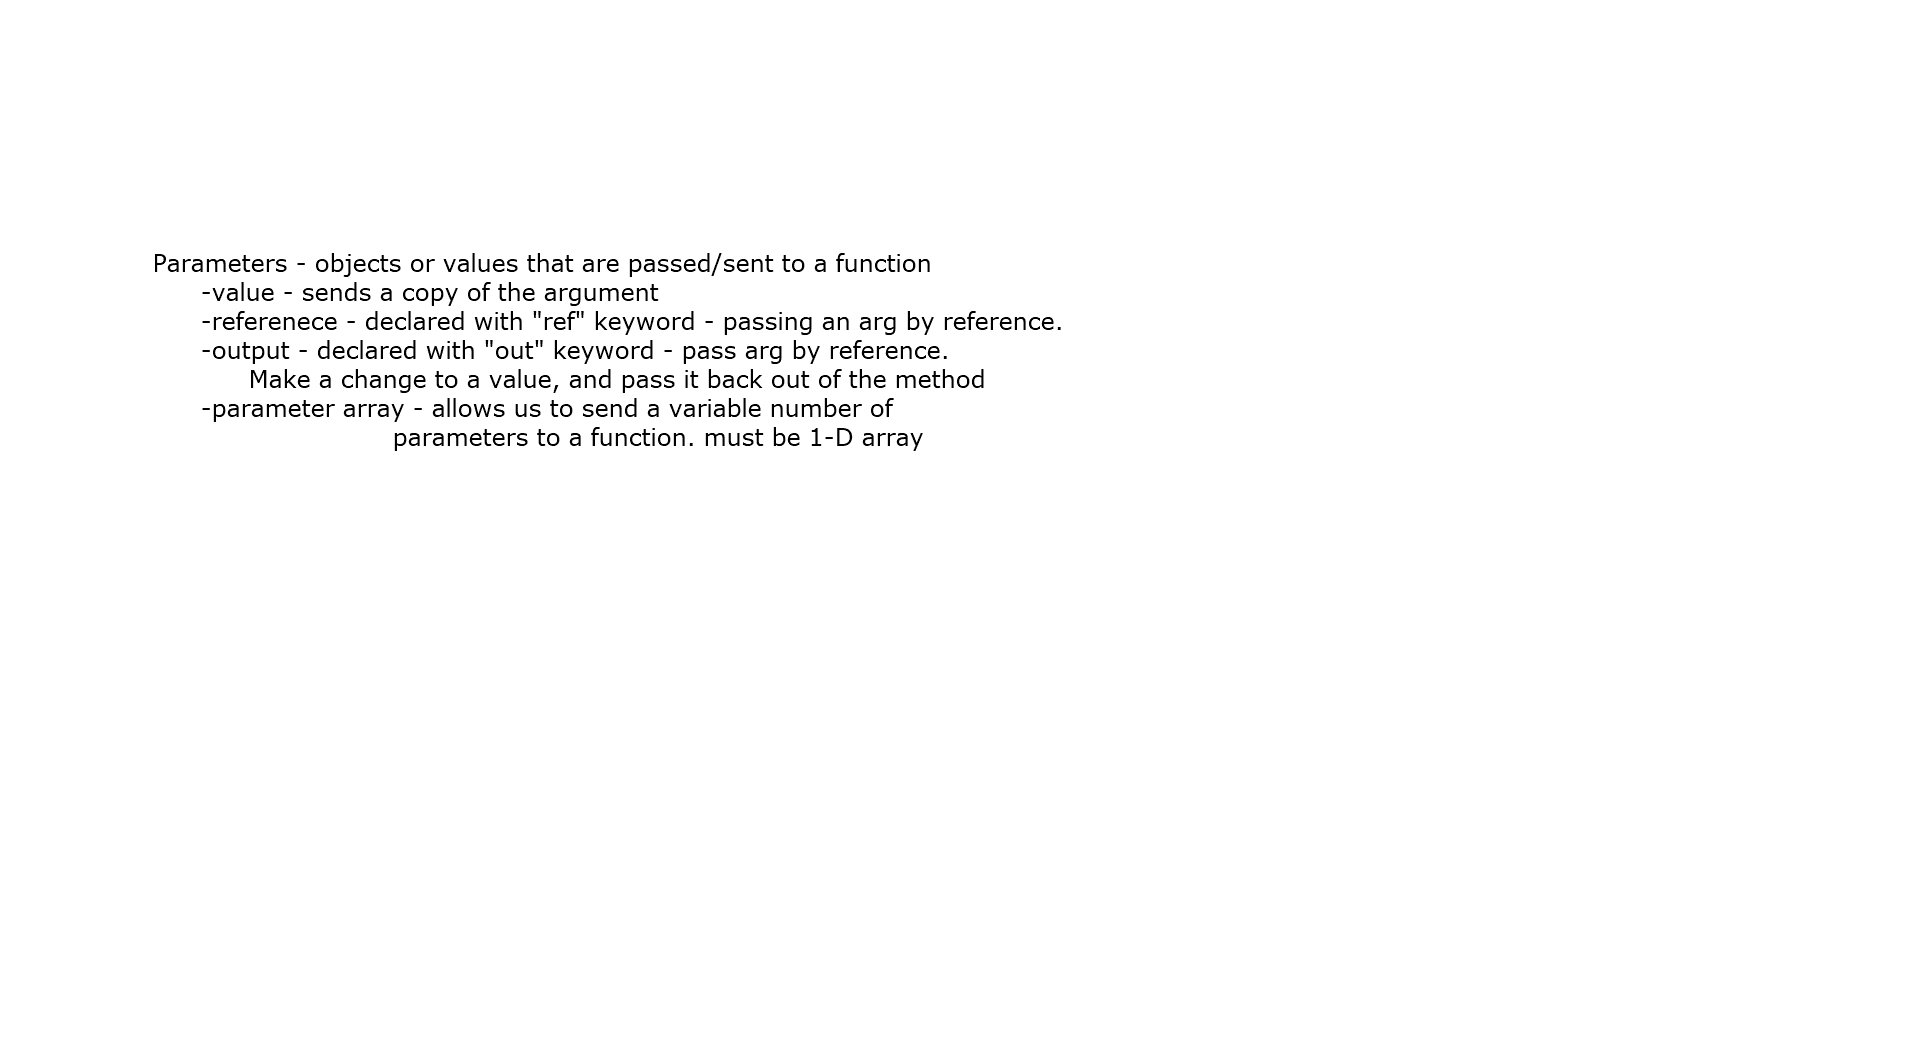 Parameters - objects or values that are passed/sent to a function
-value - sends a copy of the argument
-referenece - declared with "ref" keyword - passing an arg by reference.
-output - declared with "out" keyword - pass arg by reference.
Make a change to a value, and pass it back out of the method
-parameter array - allows us to send a variable number of
parameters to a function. must be 1-D array